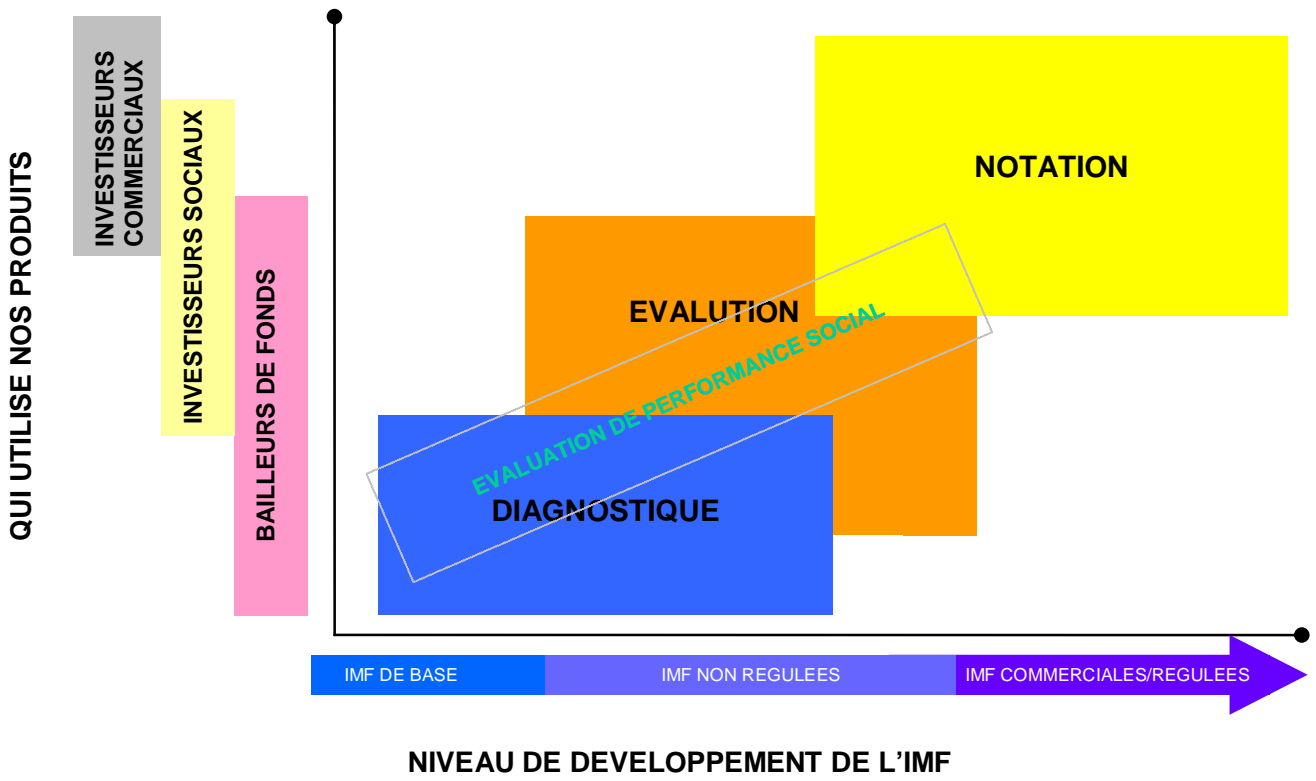 QUI UTILISE NOS PRODUITS
INVESTISSEURS
COMMERCIAUX
INVESTISSEURS SOCIAUX
BAILLEURS DE FONDS
NOTATION
EVALUTION
EVALUATION DE PERFORMANCE SOCIAL
DIAGNOSTIQUE
IMF DE BASE
IMF NON REGULEES
IMF COMMERCIALES/REGULEES
NIVEAU DE DEVELOPPEMENT DE L'IMF